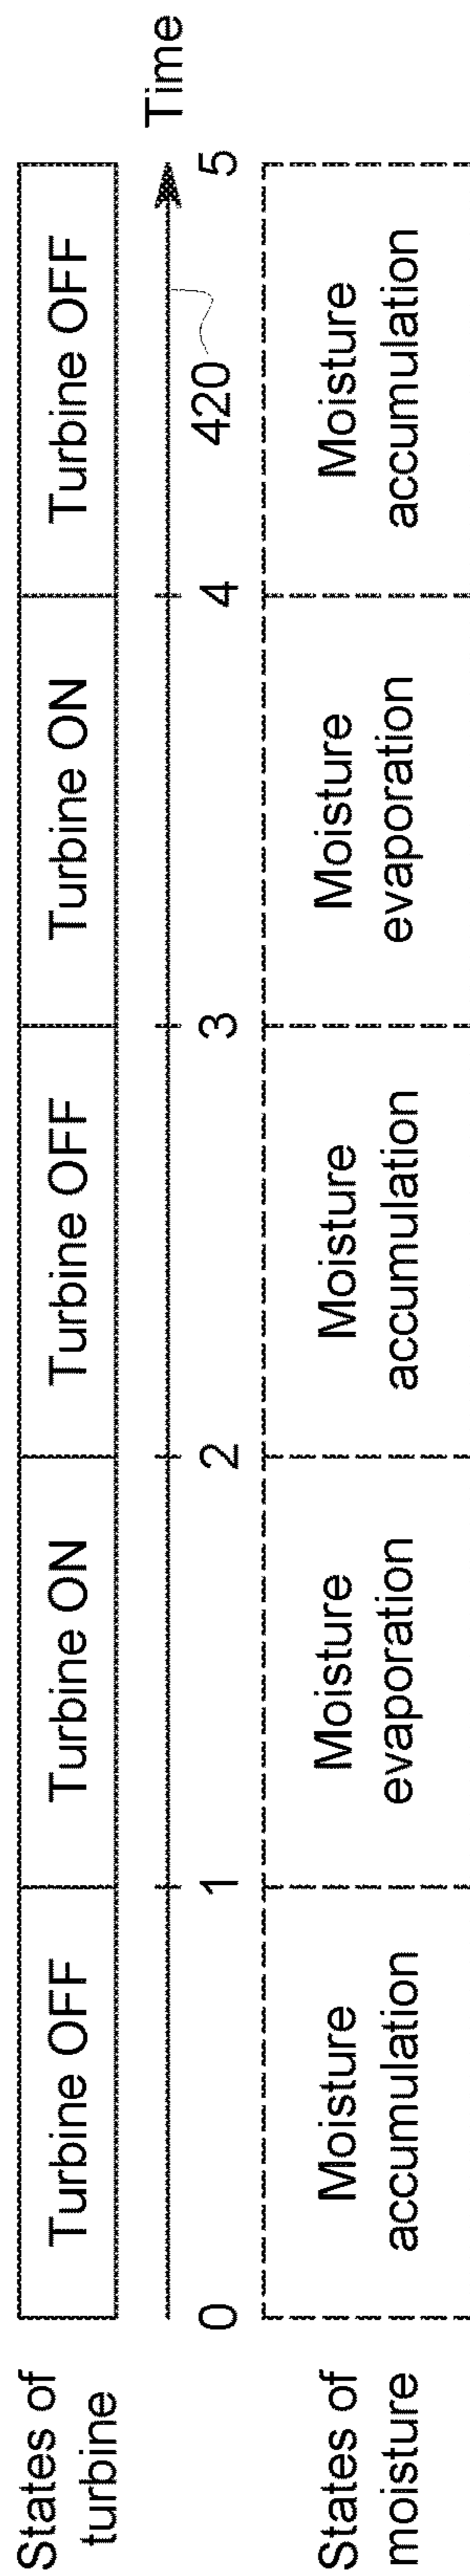 States of
turbine
Turbine OFF
Turbine ON
Turbine OFF
Turbine ON
Turbine OFF
Time
0
1
2
3
4
420
5
States of
moisture
Moisture
accumulation
Moisture
evaporation
Moisture
accumulation
Moisture
evaporation
Moisture
accumulation